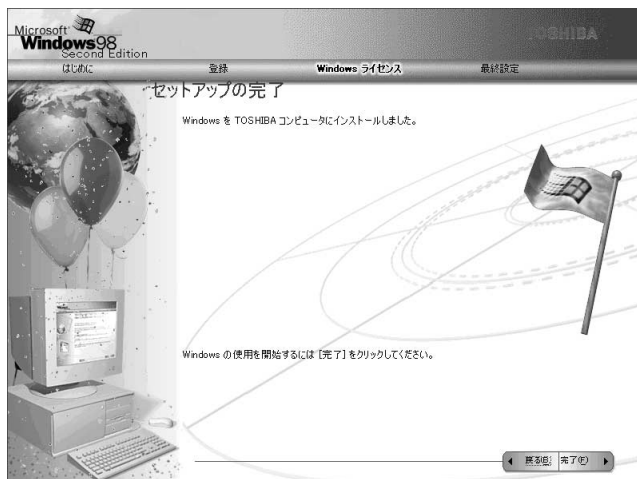 Microsoft
Windows98
Second Edition
TOSHIBA
はじめに 登録 Windows ライセンス 最終設定
セットアップの完了
Windows を TOSHIBA コンピュータにインストールしました。
Windows の使用を開始するには [完了] をクリックしてください。
戻る(B) 完了(F)